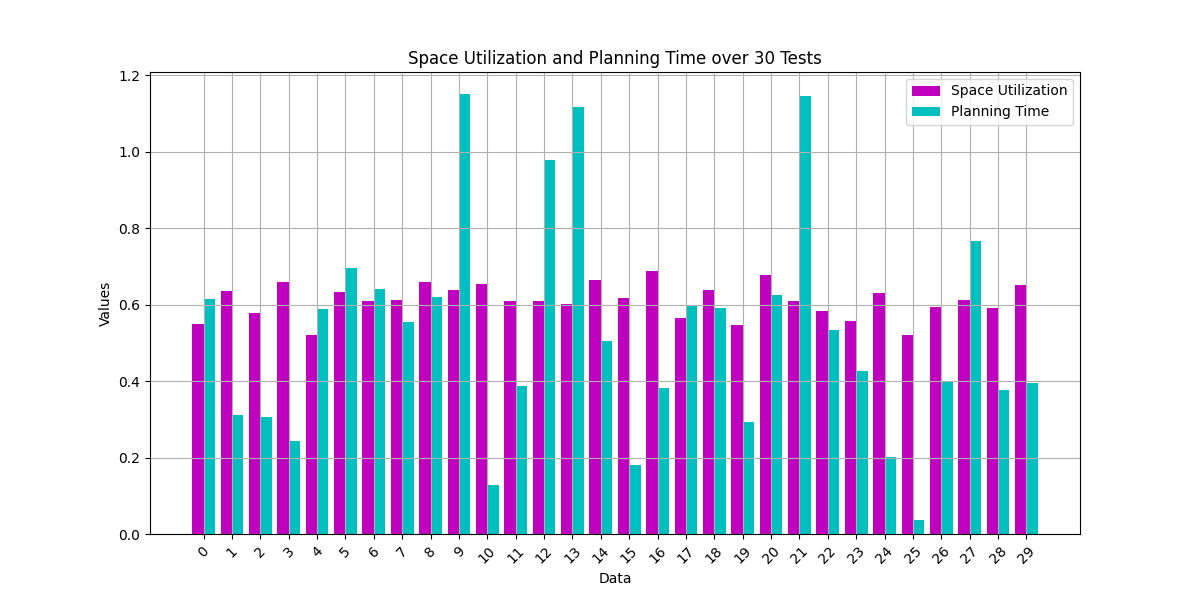 Space Utilization and Planning Time over 30 Tests
Space Utilization
Planning Time
Values
1.2
1.0
0.8
0.6
0.4
0.2
0.0
0 1 2 3 4 5 6 7 8 9 10 11 12 13 14 15 16 17 18 19 20 21 22 23 24 25 26 27 28 29
Data